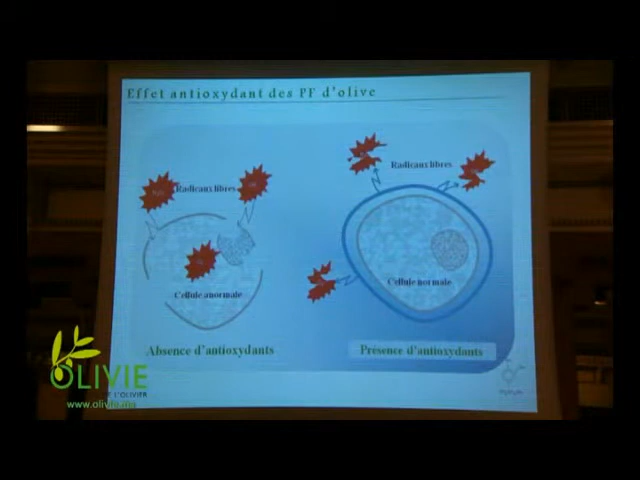 Effet antioxydant des PF d'olive
Radicaux libres
Radicaux libres
Cellule anormale
Cellule normale
Absence d'antioxydants
Présence d'antioxydants
OLIVIE
L'OLIVIER
www.olivie.ma